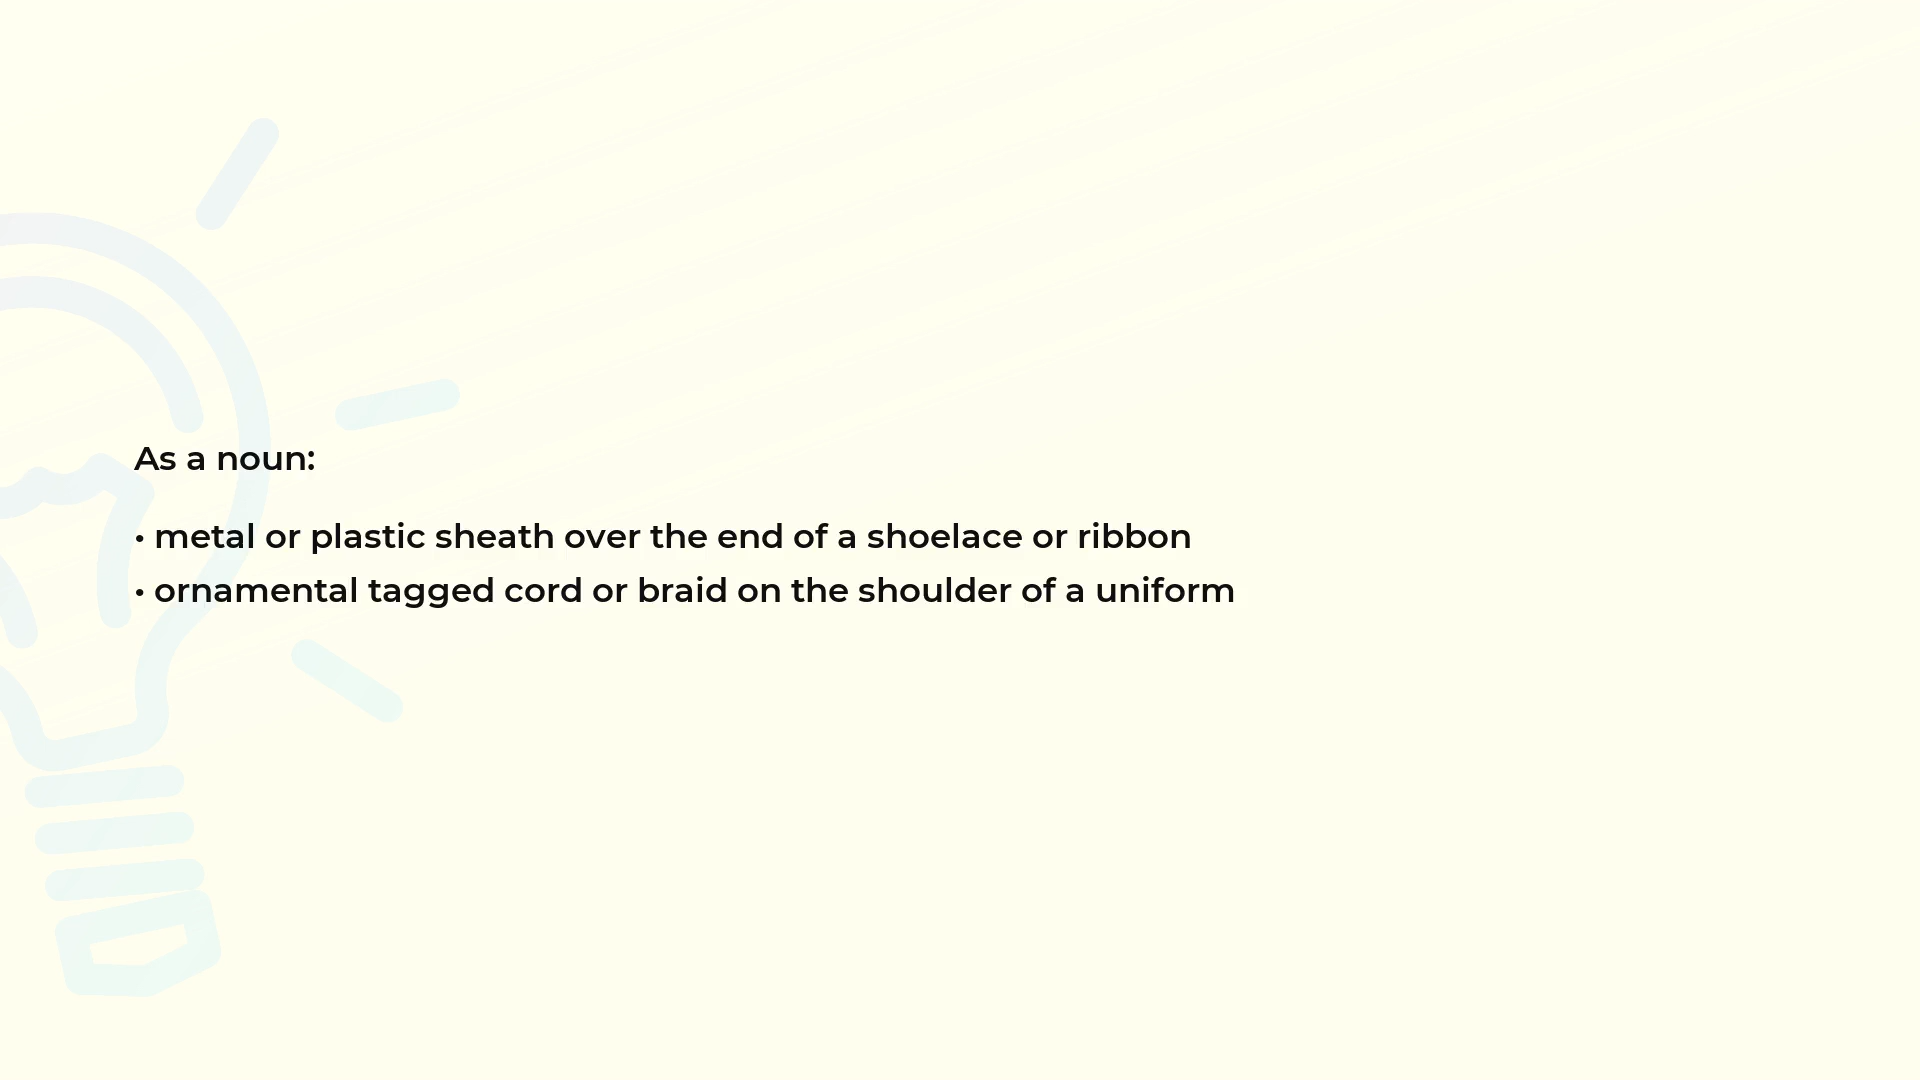 As a noun:
• metal or plastic sheath over the end of a shoelace or ribbon
• ornamental tagged cord or braid on the shoulder of a uniform